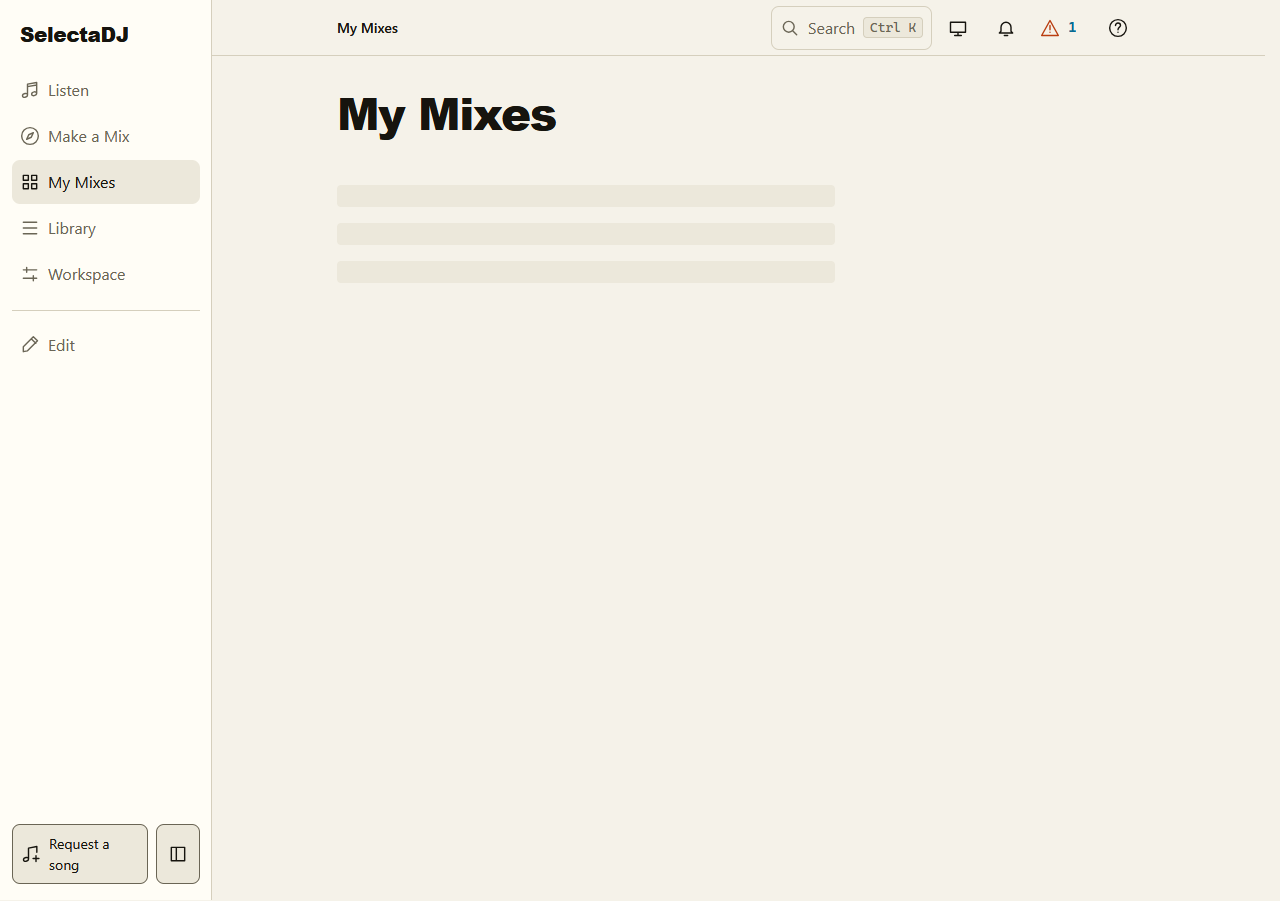 SelectaDJ
Listen
Make a Mix
My Mixes
Library
Workspace
Edit
Request a
song
My Mixes
Search Ctrl K
1
My Mixes